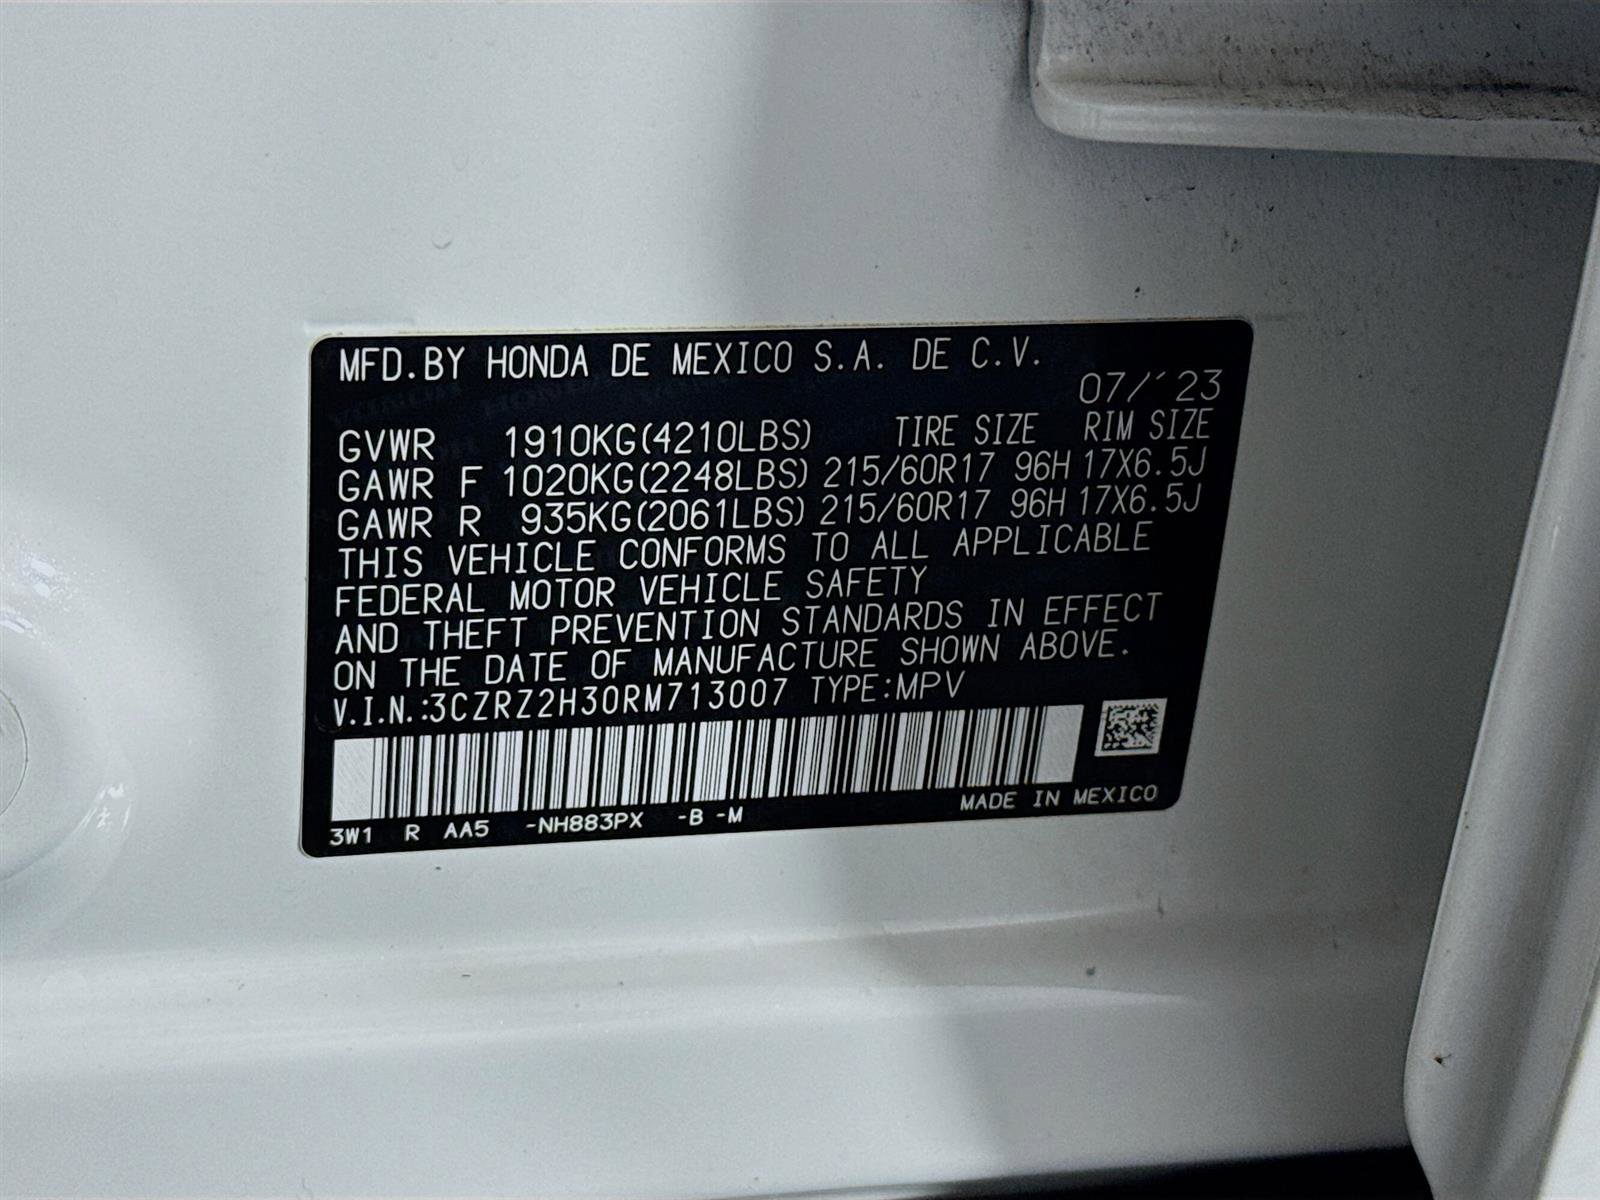 MFD.BY HONDA DE MEXICO S.A. DE C.V.
07/'23
GVWR 1910KG(4210LBS) TIRE SIZE RIM SIZE
GAWR F 1020KG(2248LBS) 215/60R17 96H 17X6.5J
GAWR R 935KG(2061LBS) 215/60R17 96H 17X6.5J
THIS VEHICLE CONFORMS TO ALL APPLICABLE
FEDERAL MOTOR VEHICLE SAFETY
AND THEFT PREVENTION STANDARDS IN EFFECT
ON THE DATE OF MANUFACTURE SHOWN ABOVE.
V.I.N.:3CZRZ2H30RM713007 TYPE:MPV
MADE IN MEXICO
3W1 R AA5 -NH883PX -B -M